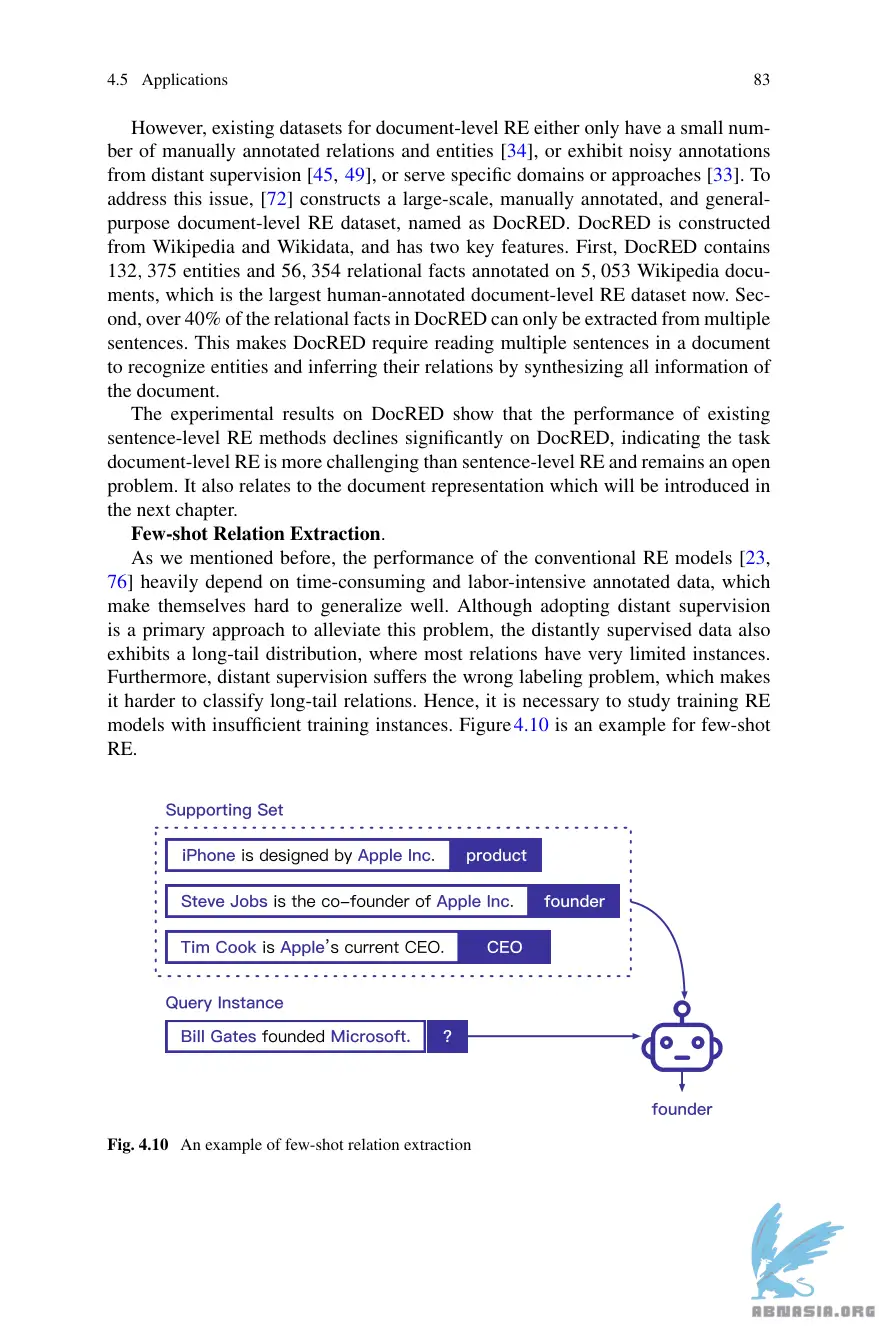 4.5 Applications 83
However, existing datasets for document-level RE either only have a small num-
ber of manually annotated relations and entities [34], or exhibit noisy annotations
from distant supervision [45, 49], or serve specific domains or approaches [33]. To
address this issue, [72] constructs a large-scale, manually annotated, and general-
purpose document-level RE dataset, named as DocRED. DocRED is constructed
from Wikipedia and Wikidata, and has two key features. First, DocRED contains
132, 375 entities and 56, 354 relational facts annotated on 5, 053 Wikipedia docu-
ments, which is the largest human-annotated document-level RE dataset now. Sec-
ond, over 40% of the relational facts in DocRED can only be extracted from multiple
sentences. This makes DocRED require reading multiple sentences in a document
to recognize entities and inferring their relations by synthesizing all information of
the document.
The experimental results on DocRED show that the performance of existing
sentence-level RE methods declines significantly on DocRED, indicating the task
document-level RE is more challenging than sentence-level RE and remains an open
problem. It also relates to the document representation which will be introduced in
the next chapter.
Few-shot Relation Extraction.
As we mentioned before, the performance of the conventional RE models [23,
76] heavily depend on time-consuming and labor-intensive annotated data, which
make themselves hard to generalize well. Although adopting distant supervision
is a primary approach to alleviate this problem, the distantly supervised data also
exhibits a long-tail distribution, where most relations have very limited instances.
Furthermore, distant supervision suffers the wrong labeling problem, which makes
it harder to classify long-tail relations. Hence, it is necessary to study training RE
models with insufficient training instances. Figure 4.10 is an example for few-shot
RE.
Supporting Set
iPhone is designed by Apple Inc. product
Steve Jobs is the co-founder of Apple Inc. founder
Tim Cook is Apple's current CEO. CEO
Query Instance
Bill Gates founded Microsoft. ?
founder
Fig. 4.10 An example of few-shot relation extraction
ABNASIA.ORG